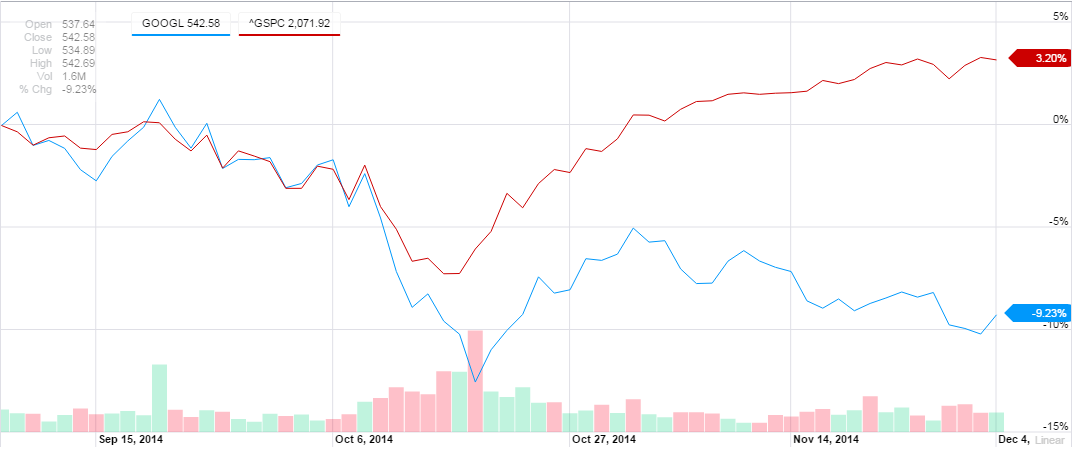 GOOGL 542.58 ^GSPC 2,071.92
Open 537.64
Close 542.58
Low 534.89
High 542.69
Vol 1.6M
% Chg -9.23%
5%
3.20%
0%
-5%
-9.23%
-10%
-15%
Sep 15, 2014 Oct 6, 2014 Oct 27, 2014 Nov 14, 2014 Dec 4, Linear